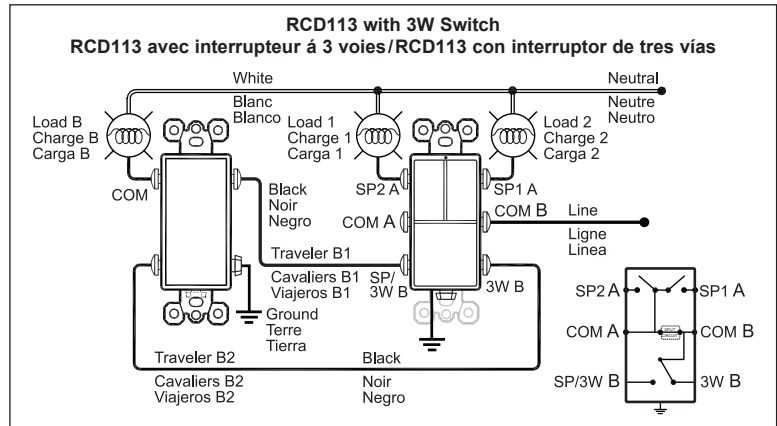 RCD113 with 3W Switch
RCD113 avec interrupteur á 3 voies/RCD113 con interruptor de tres vías
White
Blanc
Blanco
Neutral
Neutre
Neutro
Load B
Charge B
Carga B
Load 1
Charge 1
Carga 1
Load 2
Charge 2
Carga 2
COM
Black
Noir
Negro
SP2 A
SP1 A
COM A
COM B
Line
Ligne
Linea
Traveler B1
Cavaliers B1
Viajeros B1
SP/
3W B
3W B
Ground
Terre
Tierra
Traveler B2
Cavaliers B2
Viajeros B2
Black
Noir
Negro
SP2 A
SP1 A
COM A
SPLIT
CIRCUIT
COM B
SP/3W B
3W B